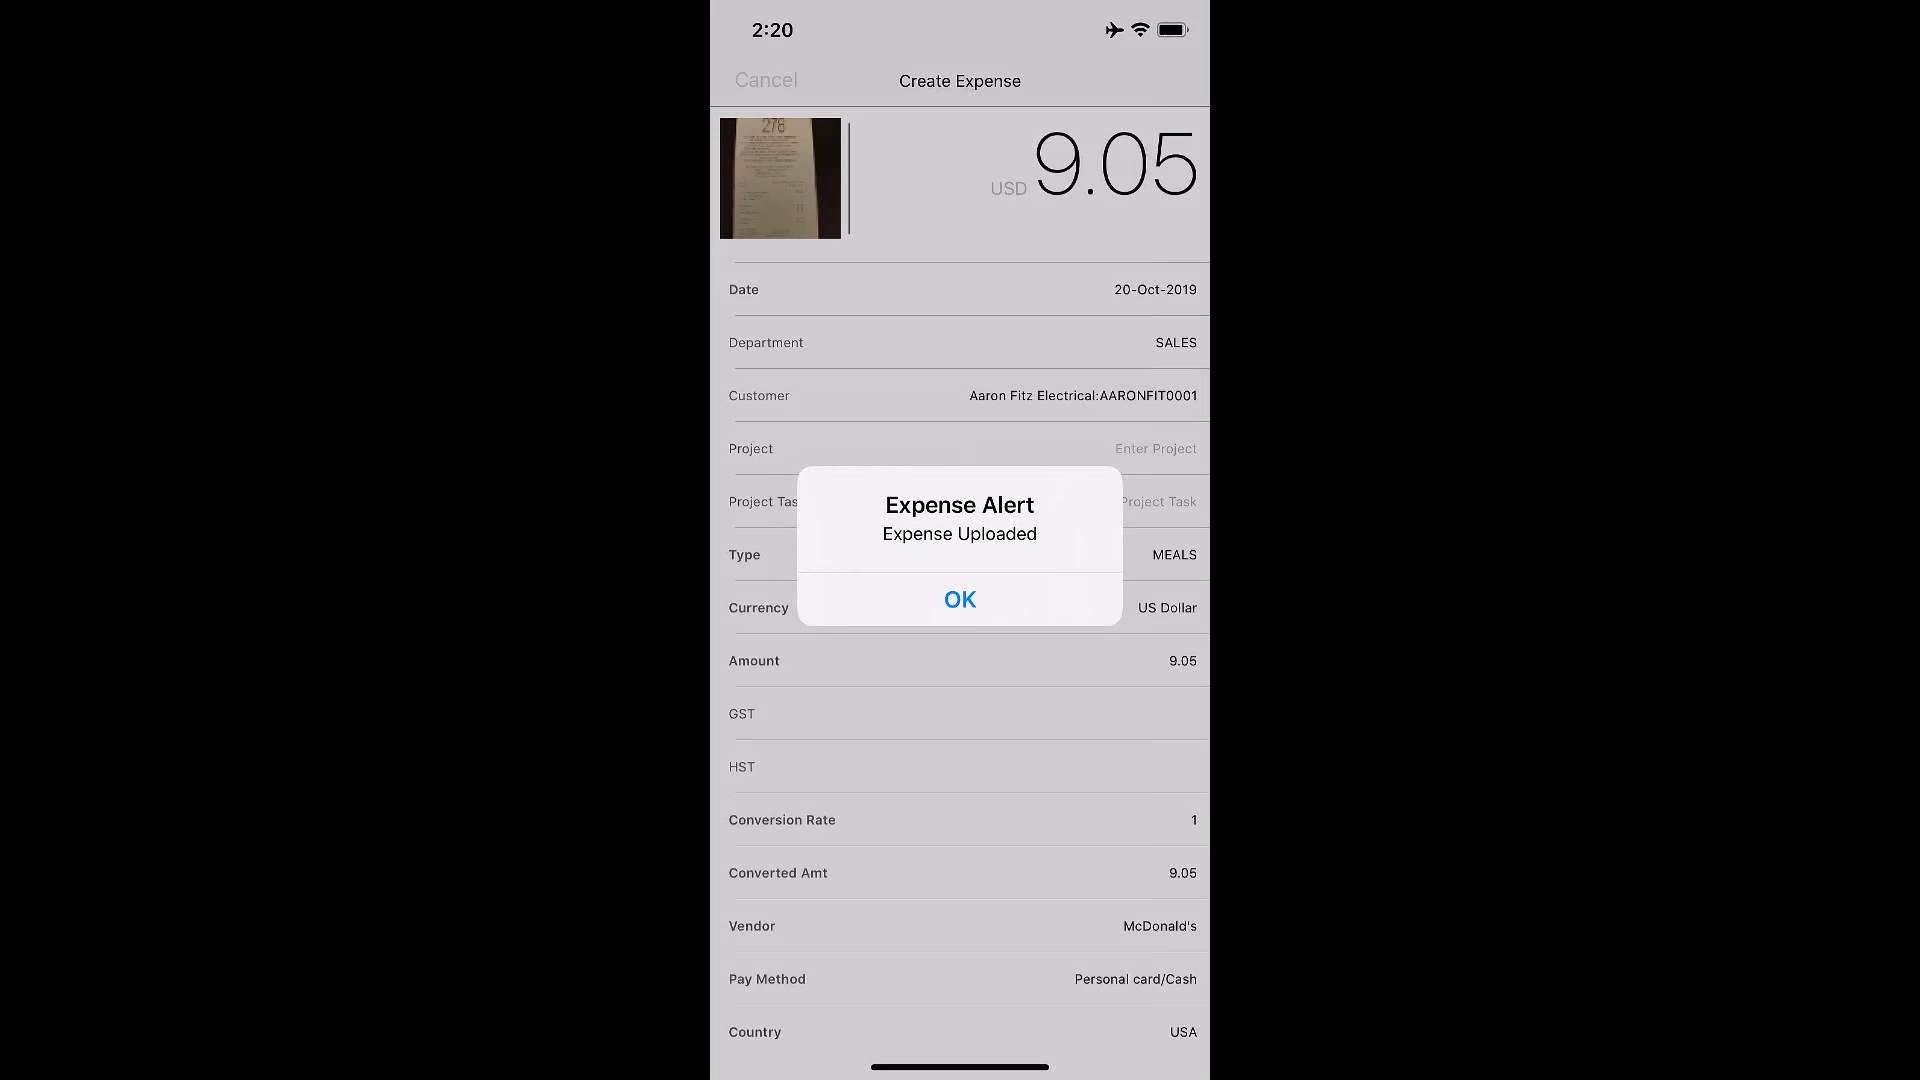 2:20
Cancel
Create Expense
278
USD 9.05
Date 20-Oct-2019
Department SALES
Customer Aaron Fitz Electrical:AARONFIT0001
Project Enter Project
Project Tas Project Task
Expense Alert
Expense Uploaded
OK
Type MEALS
Currency US Dollar
Amount 9.05
GST
HST
Conversion Rate 1
Converted Amt 9.05
Vendor McDonald's
Pay Method Personal card/Cash
Country USA